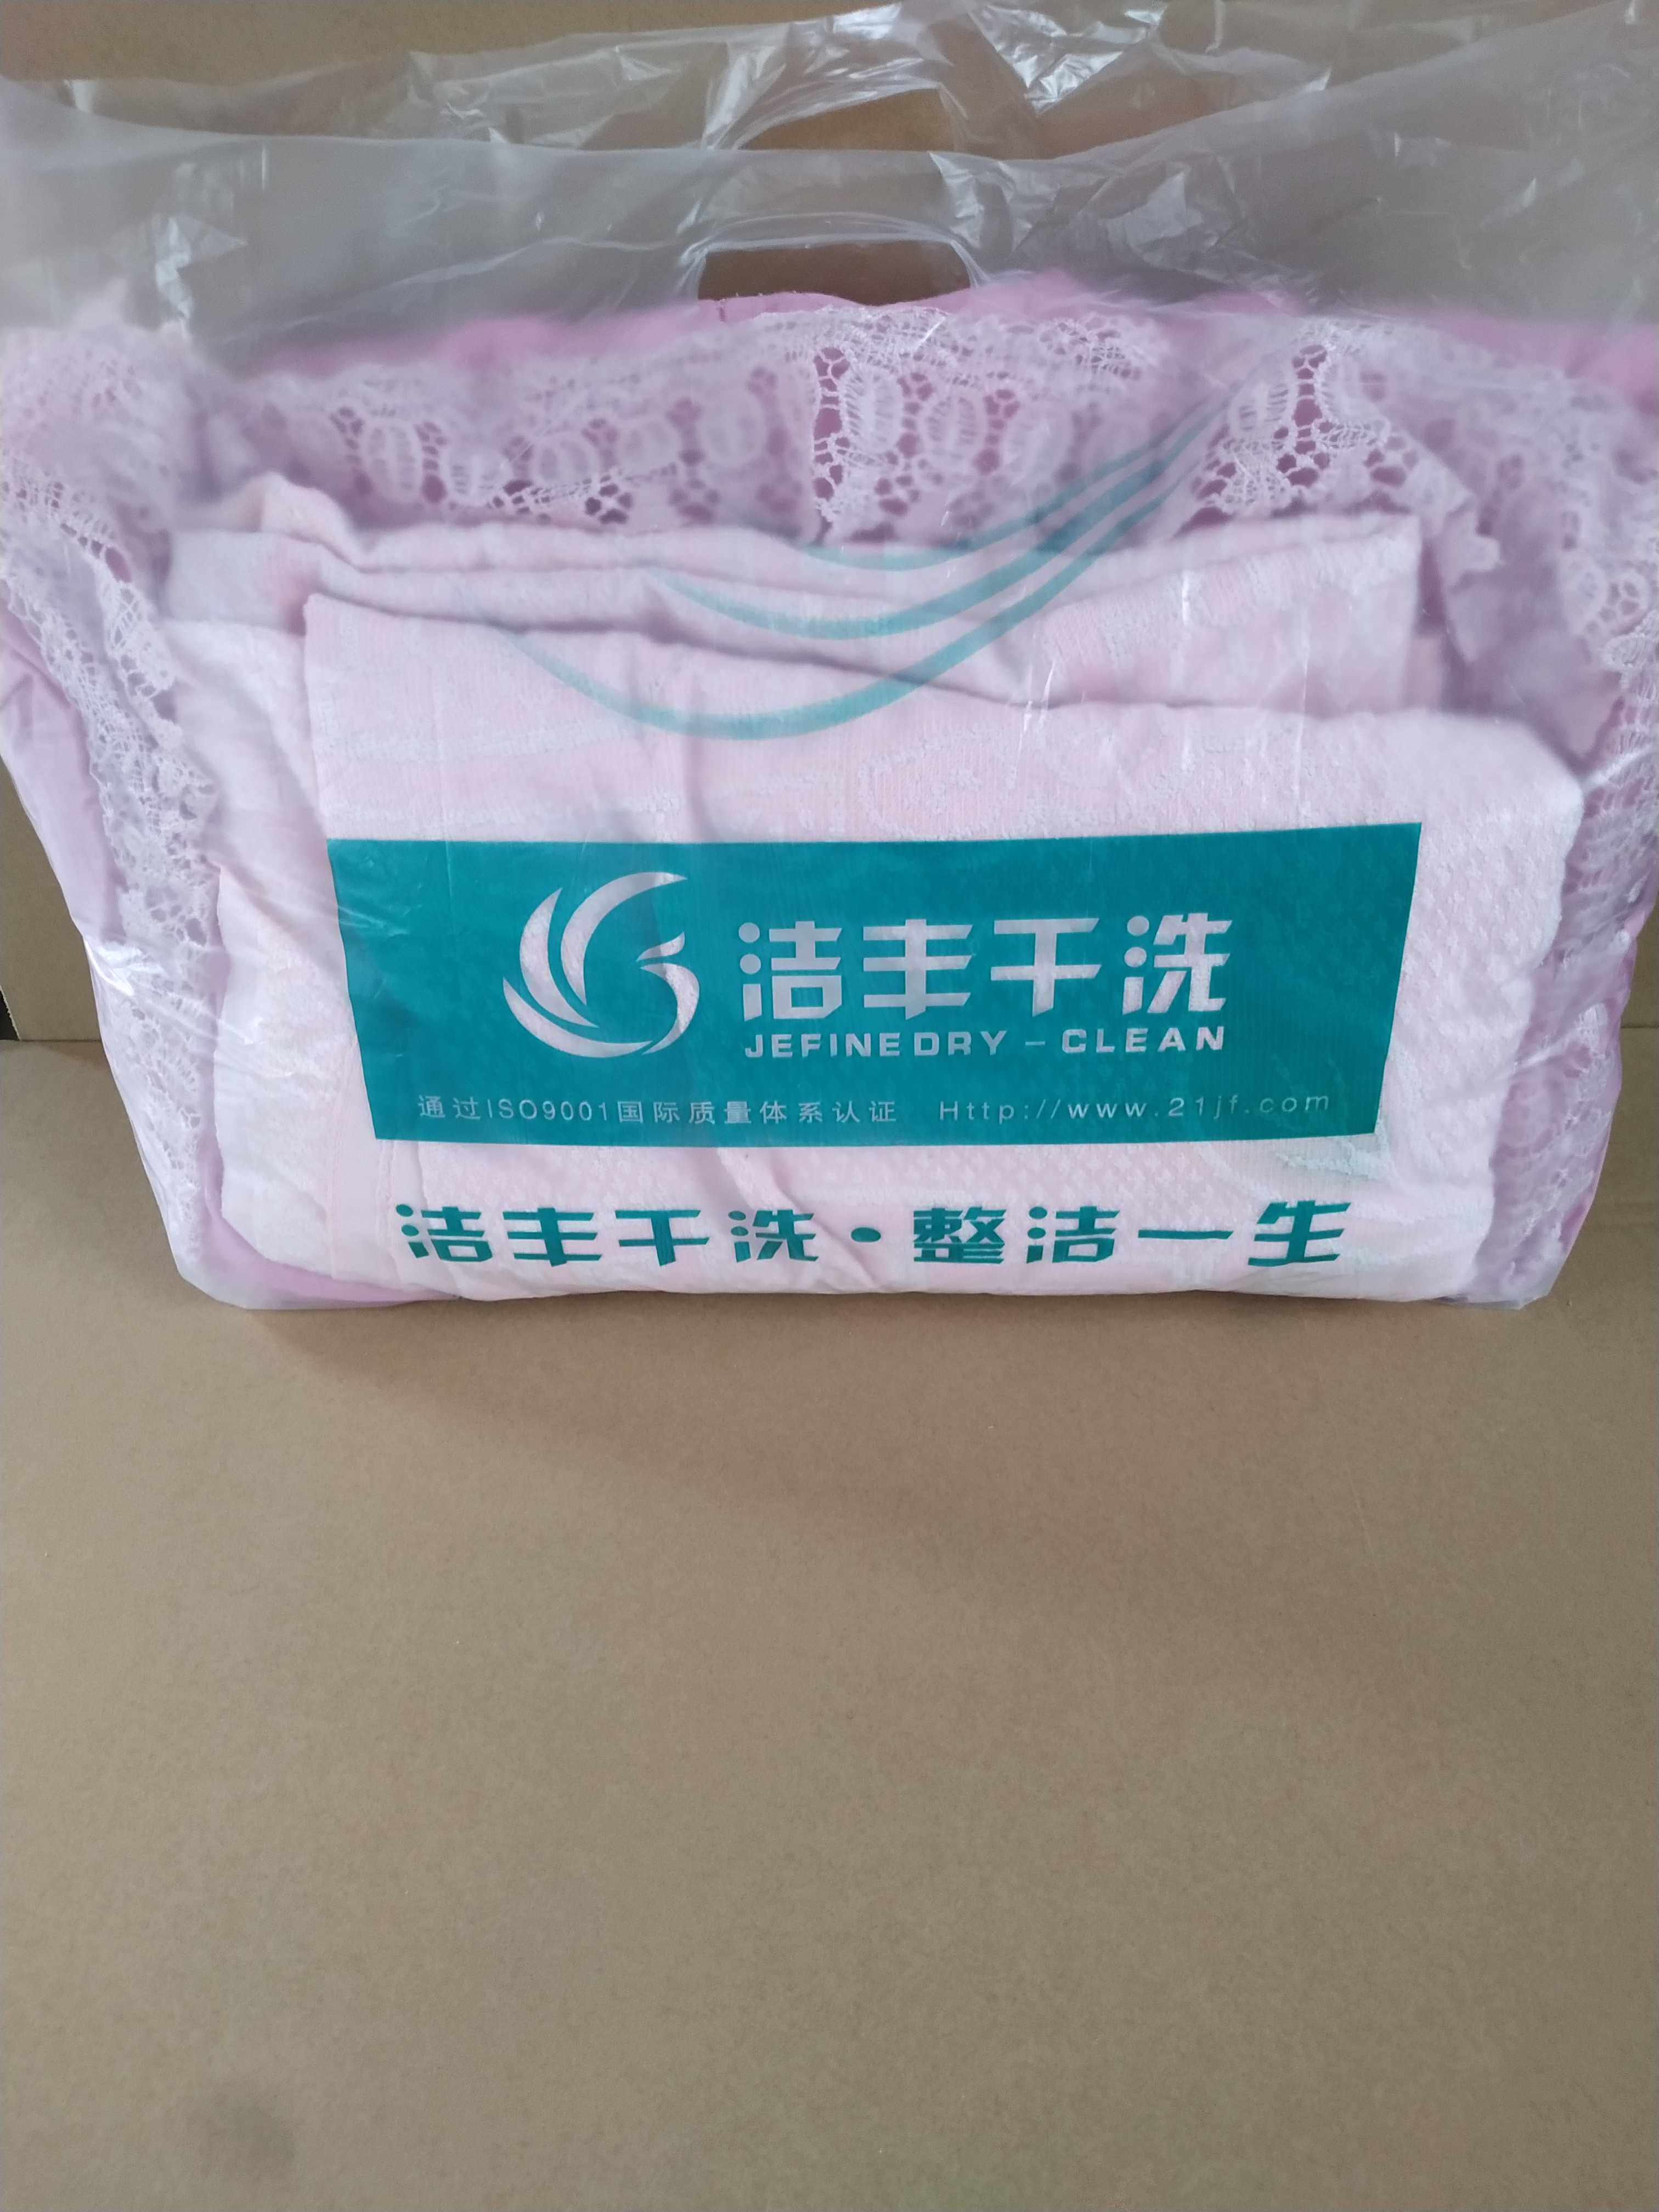 洁丰干洗
JEFINE DRY-CLEAN
通过ISO9001国际质量体系认证 Http://www.21jf.com
洁丰干洗·整洁一生